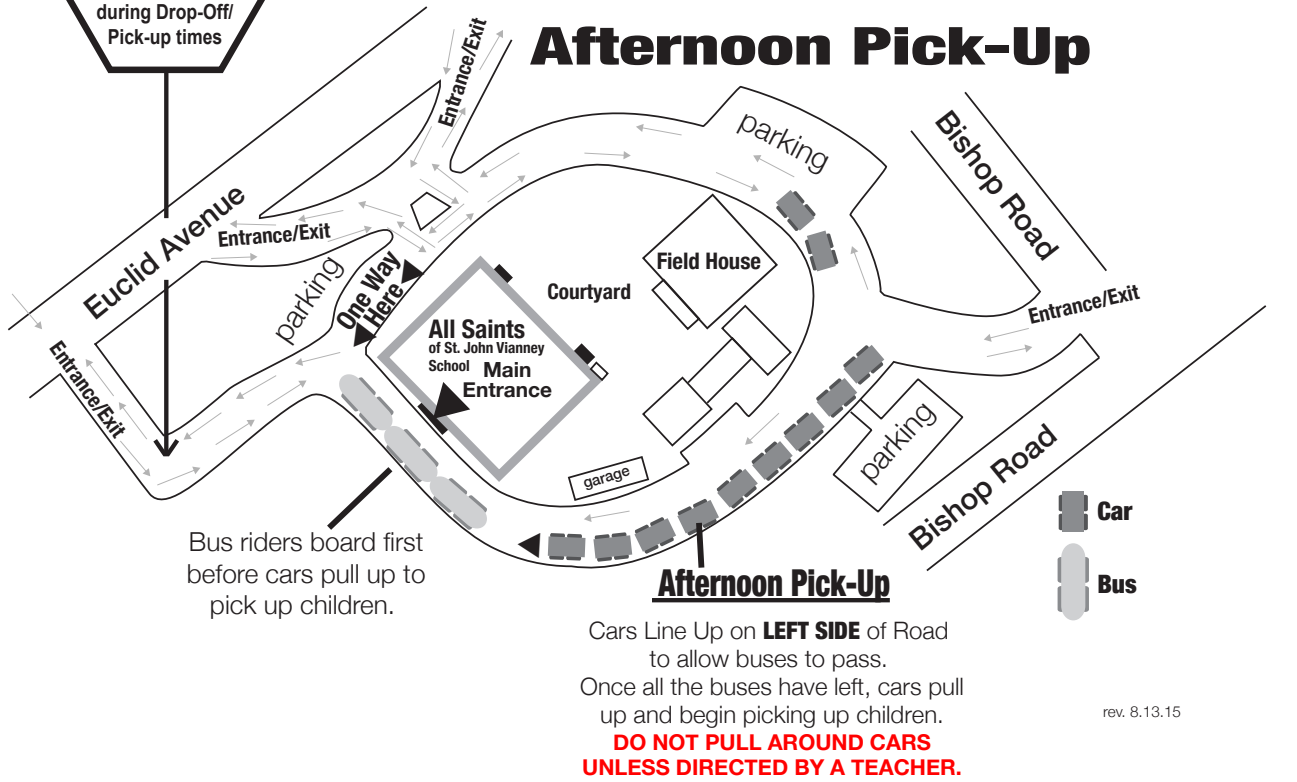 during Drop-Off/
Pick-up times
Afternoon Pick-Up
Entrance/Exit
parking
Bishop Road
Euclid Avenue
Entrance/Exit
parking
One Way
Here
Field House
Courtyard
All Saints
of St. John Vianney
School
Main
Entrance
Entrance/Exit
Entrance/Exit
parking
garage
Bishop Road
Car
Bus
Bus riders board first
before cars pull up to
pick up children.
Afternoon Pick-Up
Cars Line Up on LEFT SIDE of Road
to allow buses to pass.
Once all the buses have left, cars pull
up and begin picking up children.
DO NOT PULL AROUND CARS
UNLESS DIRECTED BY A TEACHER.
rev. 8.13.15